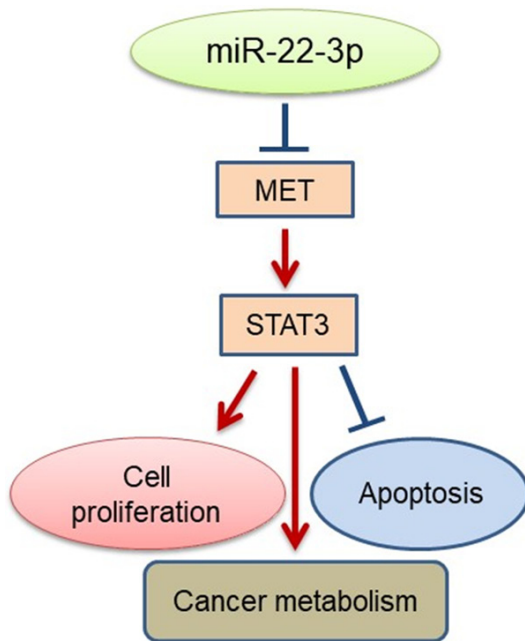 miR-22-3p
MET
STAT3
Cell
proliferation
Apoptosis
Cancer metabolism